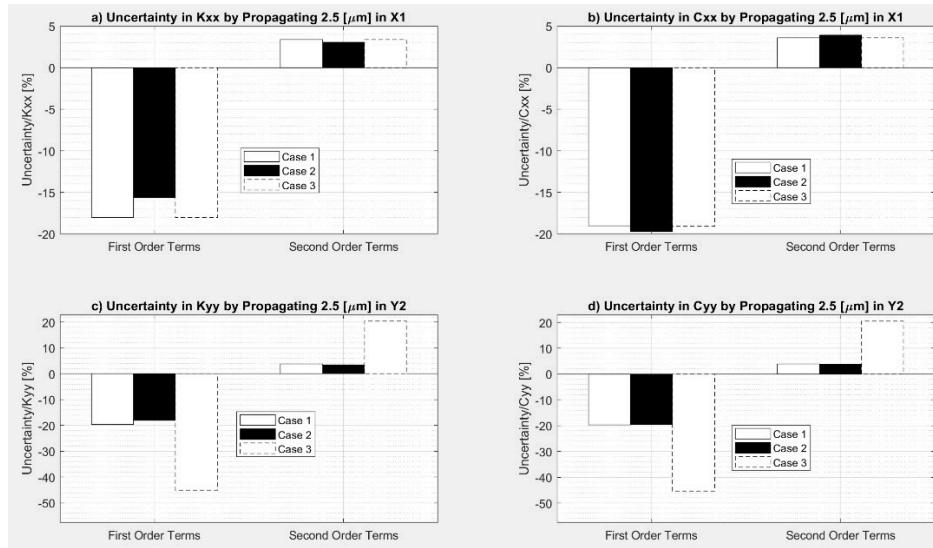 a) Uncertainty in Kxx by Propagating 2.5 [μm] in X1
Uncertainty/Kxx [%]
5
0
-5
-10
-15
-20
Case 1
Case 2
Case 3
First Order Terms
Second Order Terms
b) Uncertainty in Cxx by Propagating 2.5 [μm] in X1
Uncertainty/Cxx [%]
5
0
-5
-10
-15
-20
Case 1
Case 2
Case 3
First Order Terms
Second Order Terms
c) Uncertainty in Kyy by Propagating 2.5 [μm] in Y2
Uncertainty/Kyy [%]
20
10
0
-10
-20
-30
-40
-50
Case 1
Case 2
Case 3
First Order Terms
Second Order Terms
d) Uncertainty in Cyy by Propagating 2.5 [μm] in Y2
Uncertainty/Cyy [%]
20
10
0
-10
-20
-30
-40
-50
Case 1
Case 2
Case 3
First Order Terms
Second Order Terms